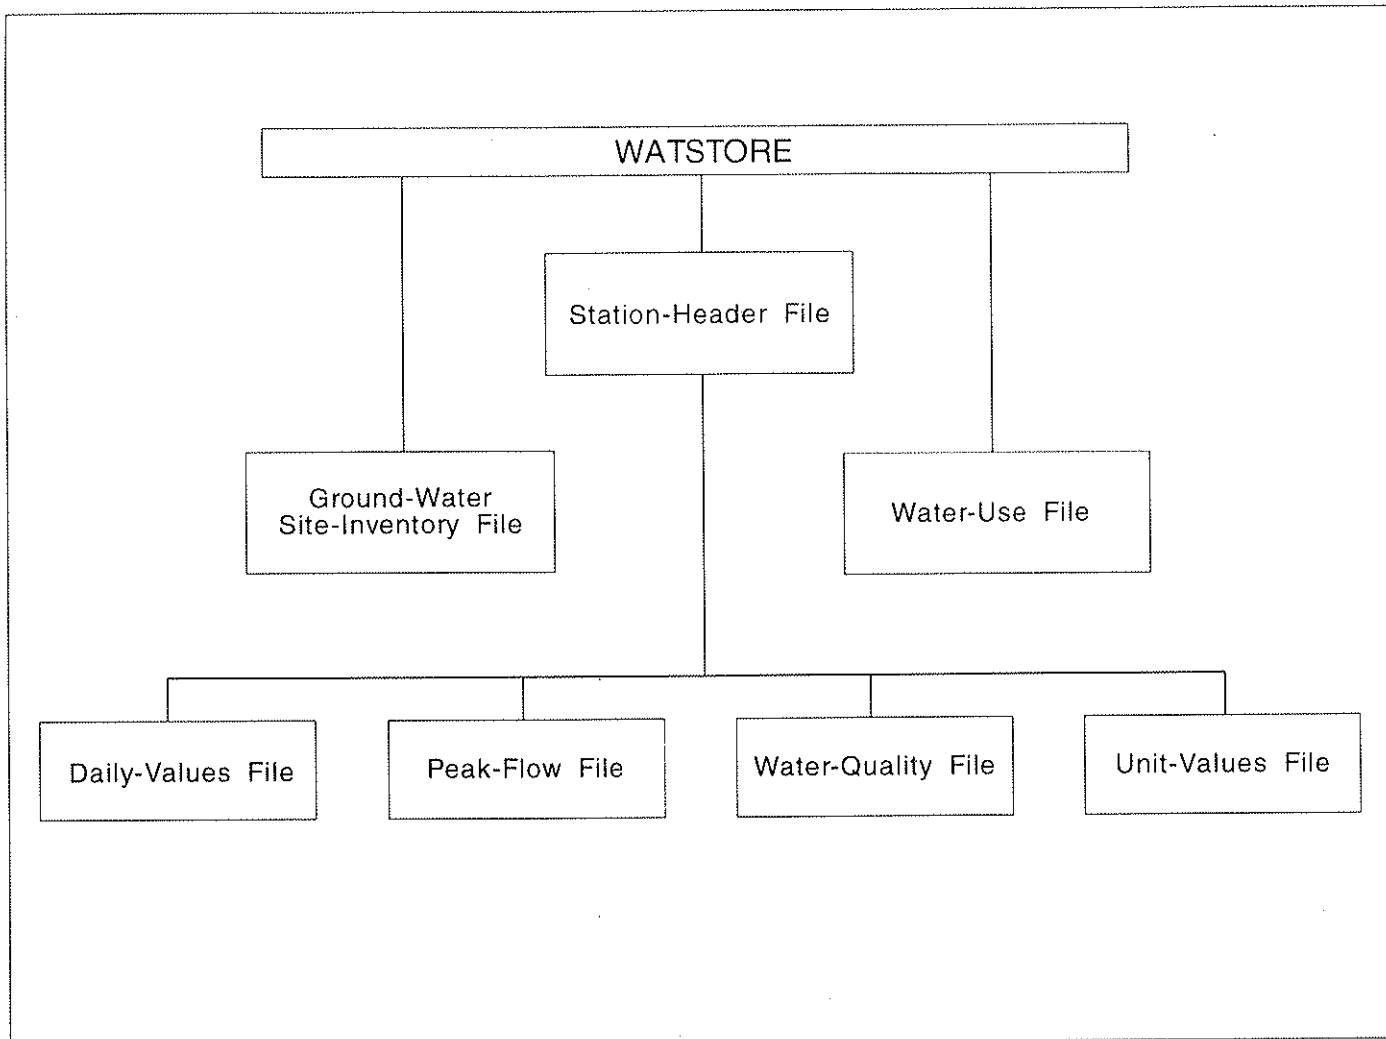 WATSTORE
Station-Header File
Ground-Water
Site-Inventory File
Water-Use File
Daily-Values File
Peak-Flow File
Water-Quality File
Unit-Values File